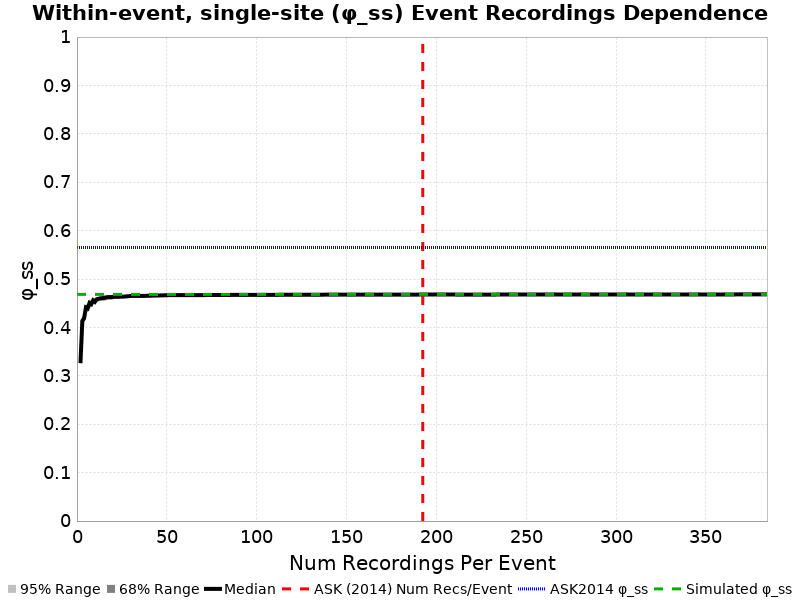 Within-event, single-site (φ_ss) Event Recordings Dependence
1
0.9
0.8
0.7
0.6
0.5
0.4
0.3
0.2
0.1
0
φ_ss
0 50 100 150 200 250 300 350
Num Recordings Per Event
95% Range 68% Range Median ASK (2014) Num Recs/Event ASK2014 φ_ss Simulated φ_ss